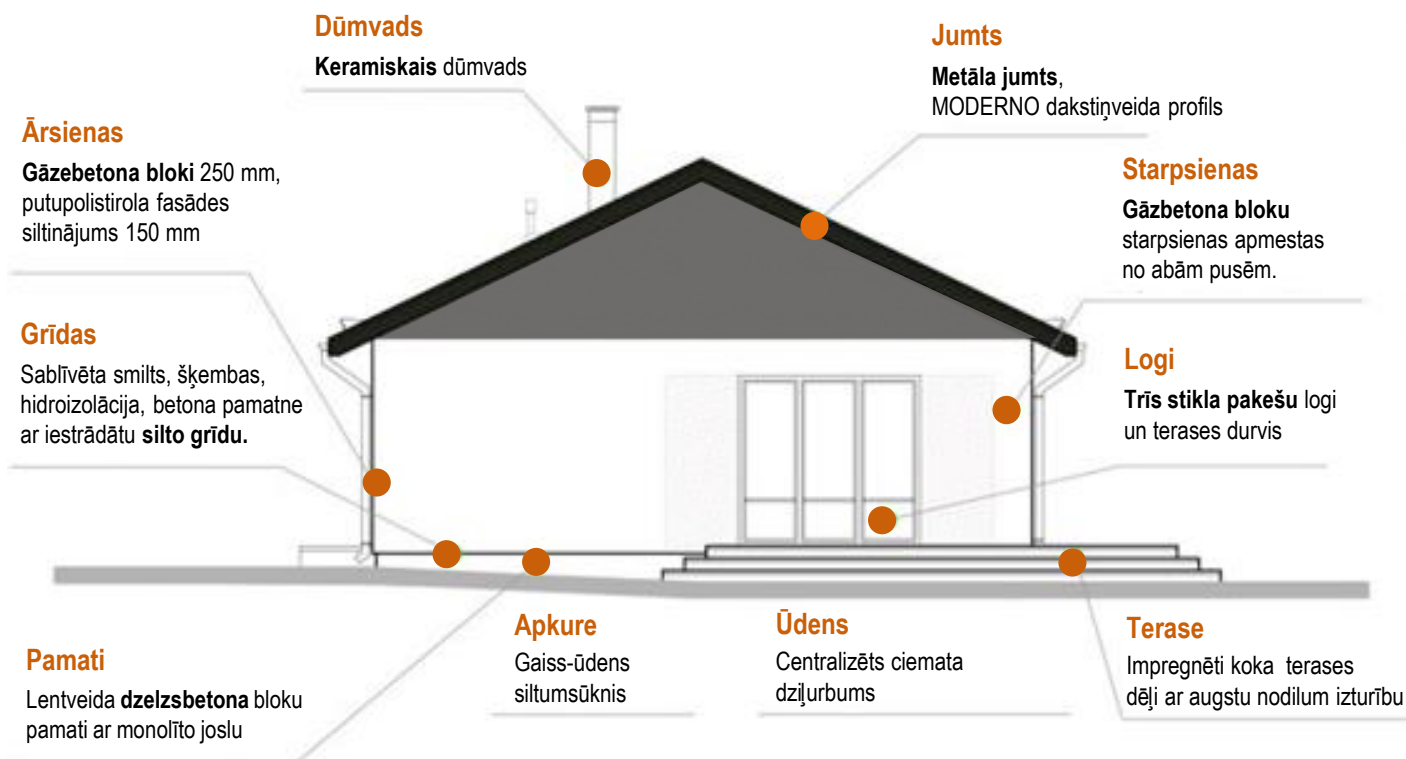 Dūmvads
Keramiskais dūmvads
Jumts
Metāla jumts,
MODERNO dakstiņveida profils
Ārsienas
Gāzebetona bloki 250 mm,
putupolistirola fasādes
siltinājums 150 mm
Starpsienas
Gāzbetona bloku
starpsienas apmestas
no abām pusēm.
Grīdas
Sablīvēta smilts, šķembas,
hidroizolācija, betona pamatne
ar iestrādātu silto grīdu.
Logi
Trīs stikla pakešu logi
un terases durvis
Pamati
Lentveida dzelzsbetona bloku
pamati ar monolīto joslu
Apkure
Gaiss-ūdens
siltumsūknis
Ūdens
Centralizēts ciemata
dziļurbums
Terase
Impregnēti koka terases
dēļi ar augstu nodilum izturību